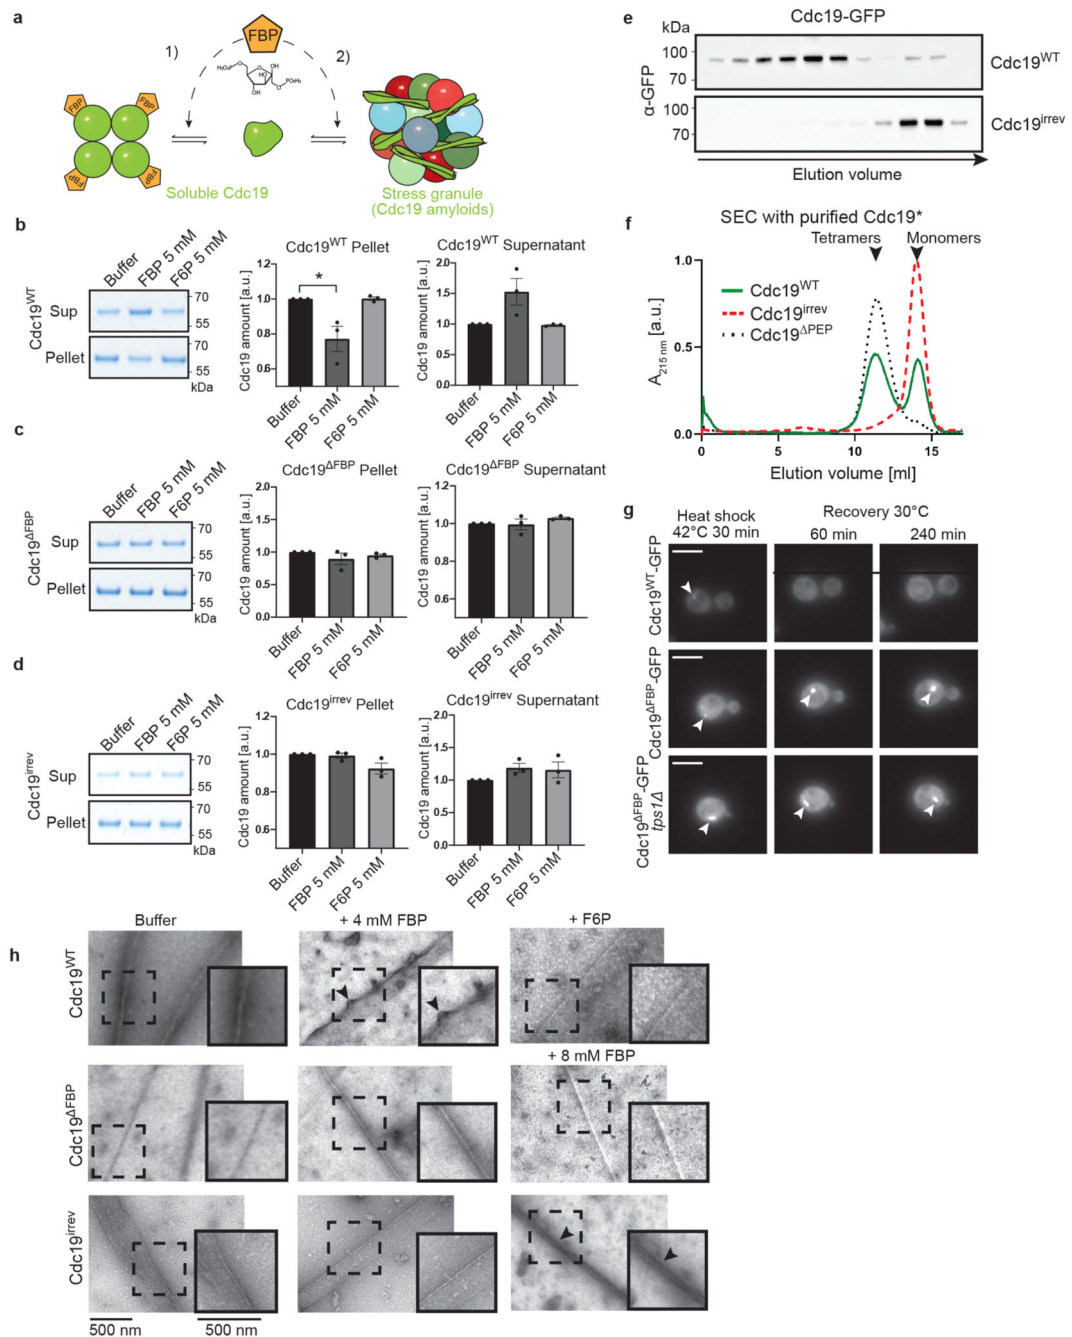 a
FBP
1)
2)
H₂O₃PO
OPO₃H₂
HO
OH
OH
FBP
FBP
FBP
FBP
Soluble Cdc19
Stress granule
(Cdc19 amyloids)
b
Buffer
FBP 5 mM
F6P 5 mM
Cdc19WT
Sup
Pellet
70
55
70
55
kDa
Cdc19WT Pellet
Cdc19 amount [a.u.]
1.2
1.0
0.8
0.6
*
Buffer
FBP 5 mM
F6P 5 mM
Cdc19WT Supernatant
Cdc19 amount [a.u.]
2.0
1.5
1.0
0.5
0.0
Buffer
FBP 5 mM
F6P 5 mM
c
Buffer
FBP 5 mM
F6P 5 mM
Cdc19ΔFBP
Sup
Pellet
70
55
70
55
kDa
Cdc19ΔFBP Pellet
Cdc19 amount [a.u.]
2.0
1.5
1.0
0.5
0.0
Buffer
FBP 5 mM
F6P 5 mM
Cdc19ΔFBP Supernatant
Cdc19 amount [a.u.]
1.2
1.0
0.8
0.6
Buffer
FBP 5 mM
F6P 5 mM
d
Buffer
FBP 5 mM
F6P 5 mM
Cdc19irrev
Sup
Pellet
70
55
70
55
kDa
Cdc19irrev Pellet
Cdc19 amount [a.u.]
1.2
1.0
0.8
0.6
Buffer
FBP 5 mM
F6P 5 mM
Cdc19irrev Supernatant
Cdc19 amount [a.u.]
2.0
1.5
1.0
0.5
0.0
Buffer
FBP 5 mM
F6P 5 mM
e
Cdc19-GFP
kDa
α-GFP
100
70
Cdc19WT
100
70
Cdc19irrev
Elution volume
f
SEC with purified Cdc19*
Tetramers
Monomers
A215 nm [a.u.]
1.0
0.5
0.0
Cdc19WT
Cdc19irrev
Cdc19ΔPEP
0
5
10
15
Elution volume [ml]
g
Heat shock
42°C 30 min
Recovery 30°C
60 min
240 min
Cdc19WT-GFP
Cdc19ΔFBP-GFP
Cdc19ΔFBP-GFP
tps1Δ
h
Buffer
+ 4 mM FBP
+ F6P
Cdc19WT
+ 8 mM FBP
Cdc19ΔFBP
Cdc19irrev
500 nm
500 nm